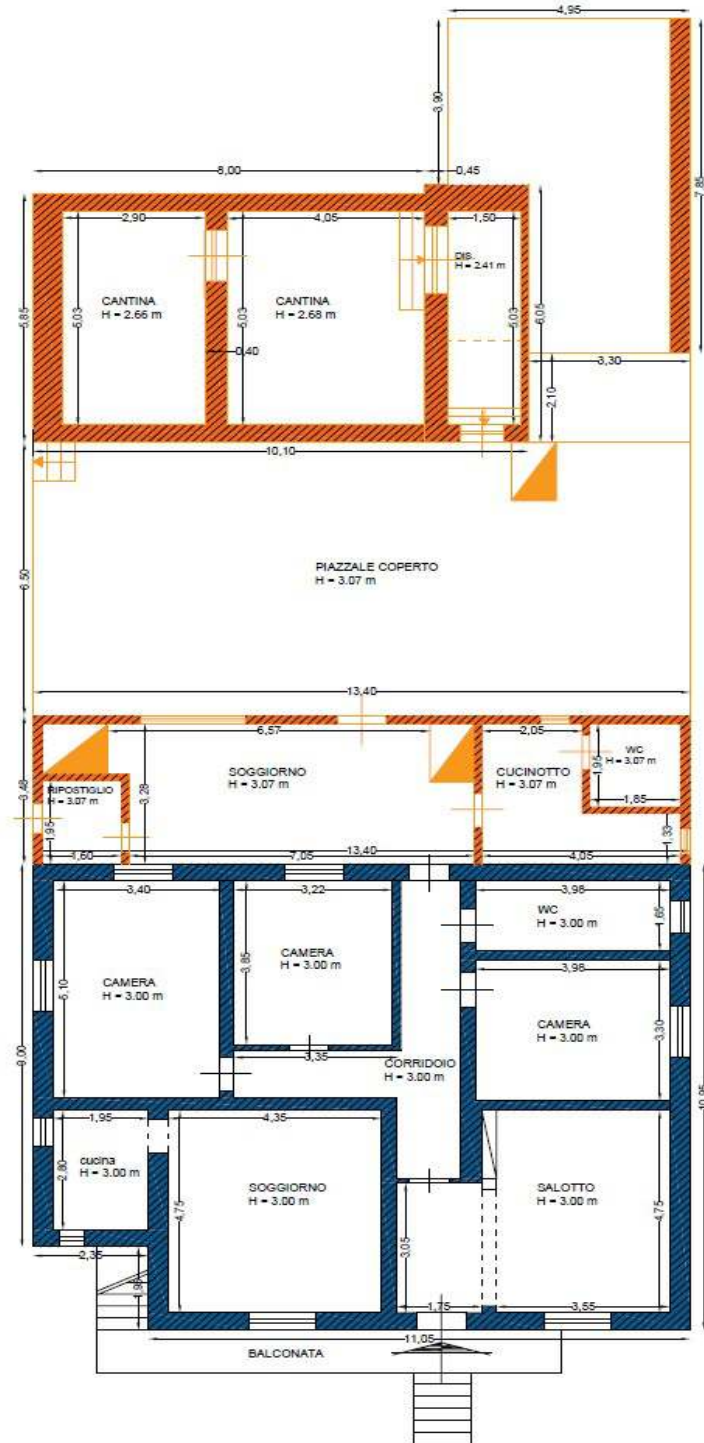 4,95
3,90
7,85
8,00
0,45
2,90
4,05
1,50
DIS.
H = 2.41 m
CANTINA
H = 2.66 m
CANTINA
H = 2.68 m
5,85
5,03
5,03
5,03
6,05
0,40
3,30
2,10
10,10
6,50
PIAZZALE COPERTO
H = 3.07 m
13,40
3,48
6,57
2,05
WC
H = 3.07 m
SOGGIORNO
H = 3.07 m
CUCINOTTO
H = 3.07 m
1,95
1,85
RIPOSTIGLIO
H = 3.07 m
3,28
1,95
1,33
1,60
7,05
13,40
4,05
3,40
3,22
3,98
WC
H = 3.00 m
1,65
CAMERA
H = 3.00 m
3,85
CAMERA
H = 3.00 m
5,10
3,98
CAMERA
H = 3.00 m
3,30
3,35
CORRIDOIO
H = 3.00 m
9,00
10,95
1,95
4,35
cucina
H = 3.00 m
2,80
SOGGIORNO
H = 3.00 m
4,75
SALOTTO
H = 3.00 m
4,75
3,05
2,35
1,95
1,75
3,55
11,05
BALCONATA